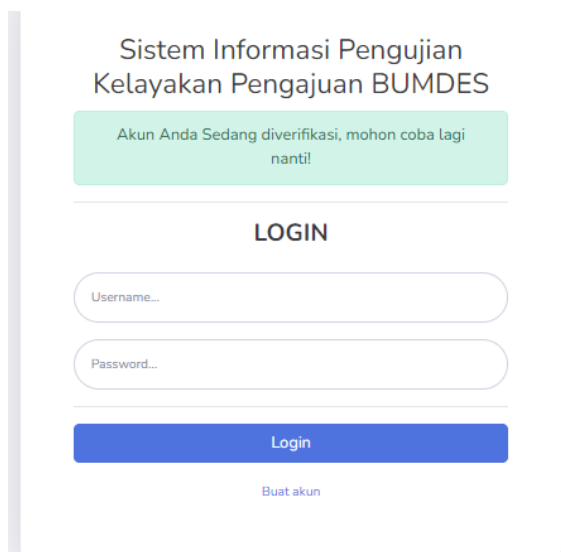 Sistem Informasi Pengujian
Kelayakan Pengajuan BUMDES
Akun Anda Sedang diverifikasi, mohon coba lagi
nanti!
LOGIN
Username...
Password...
Login
Buat akun